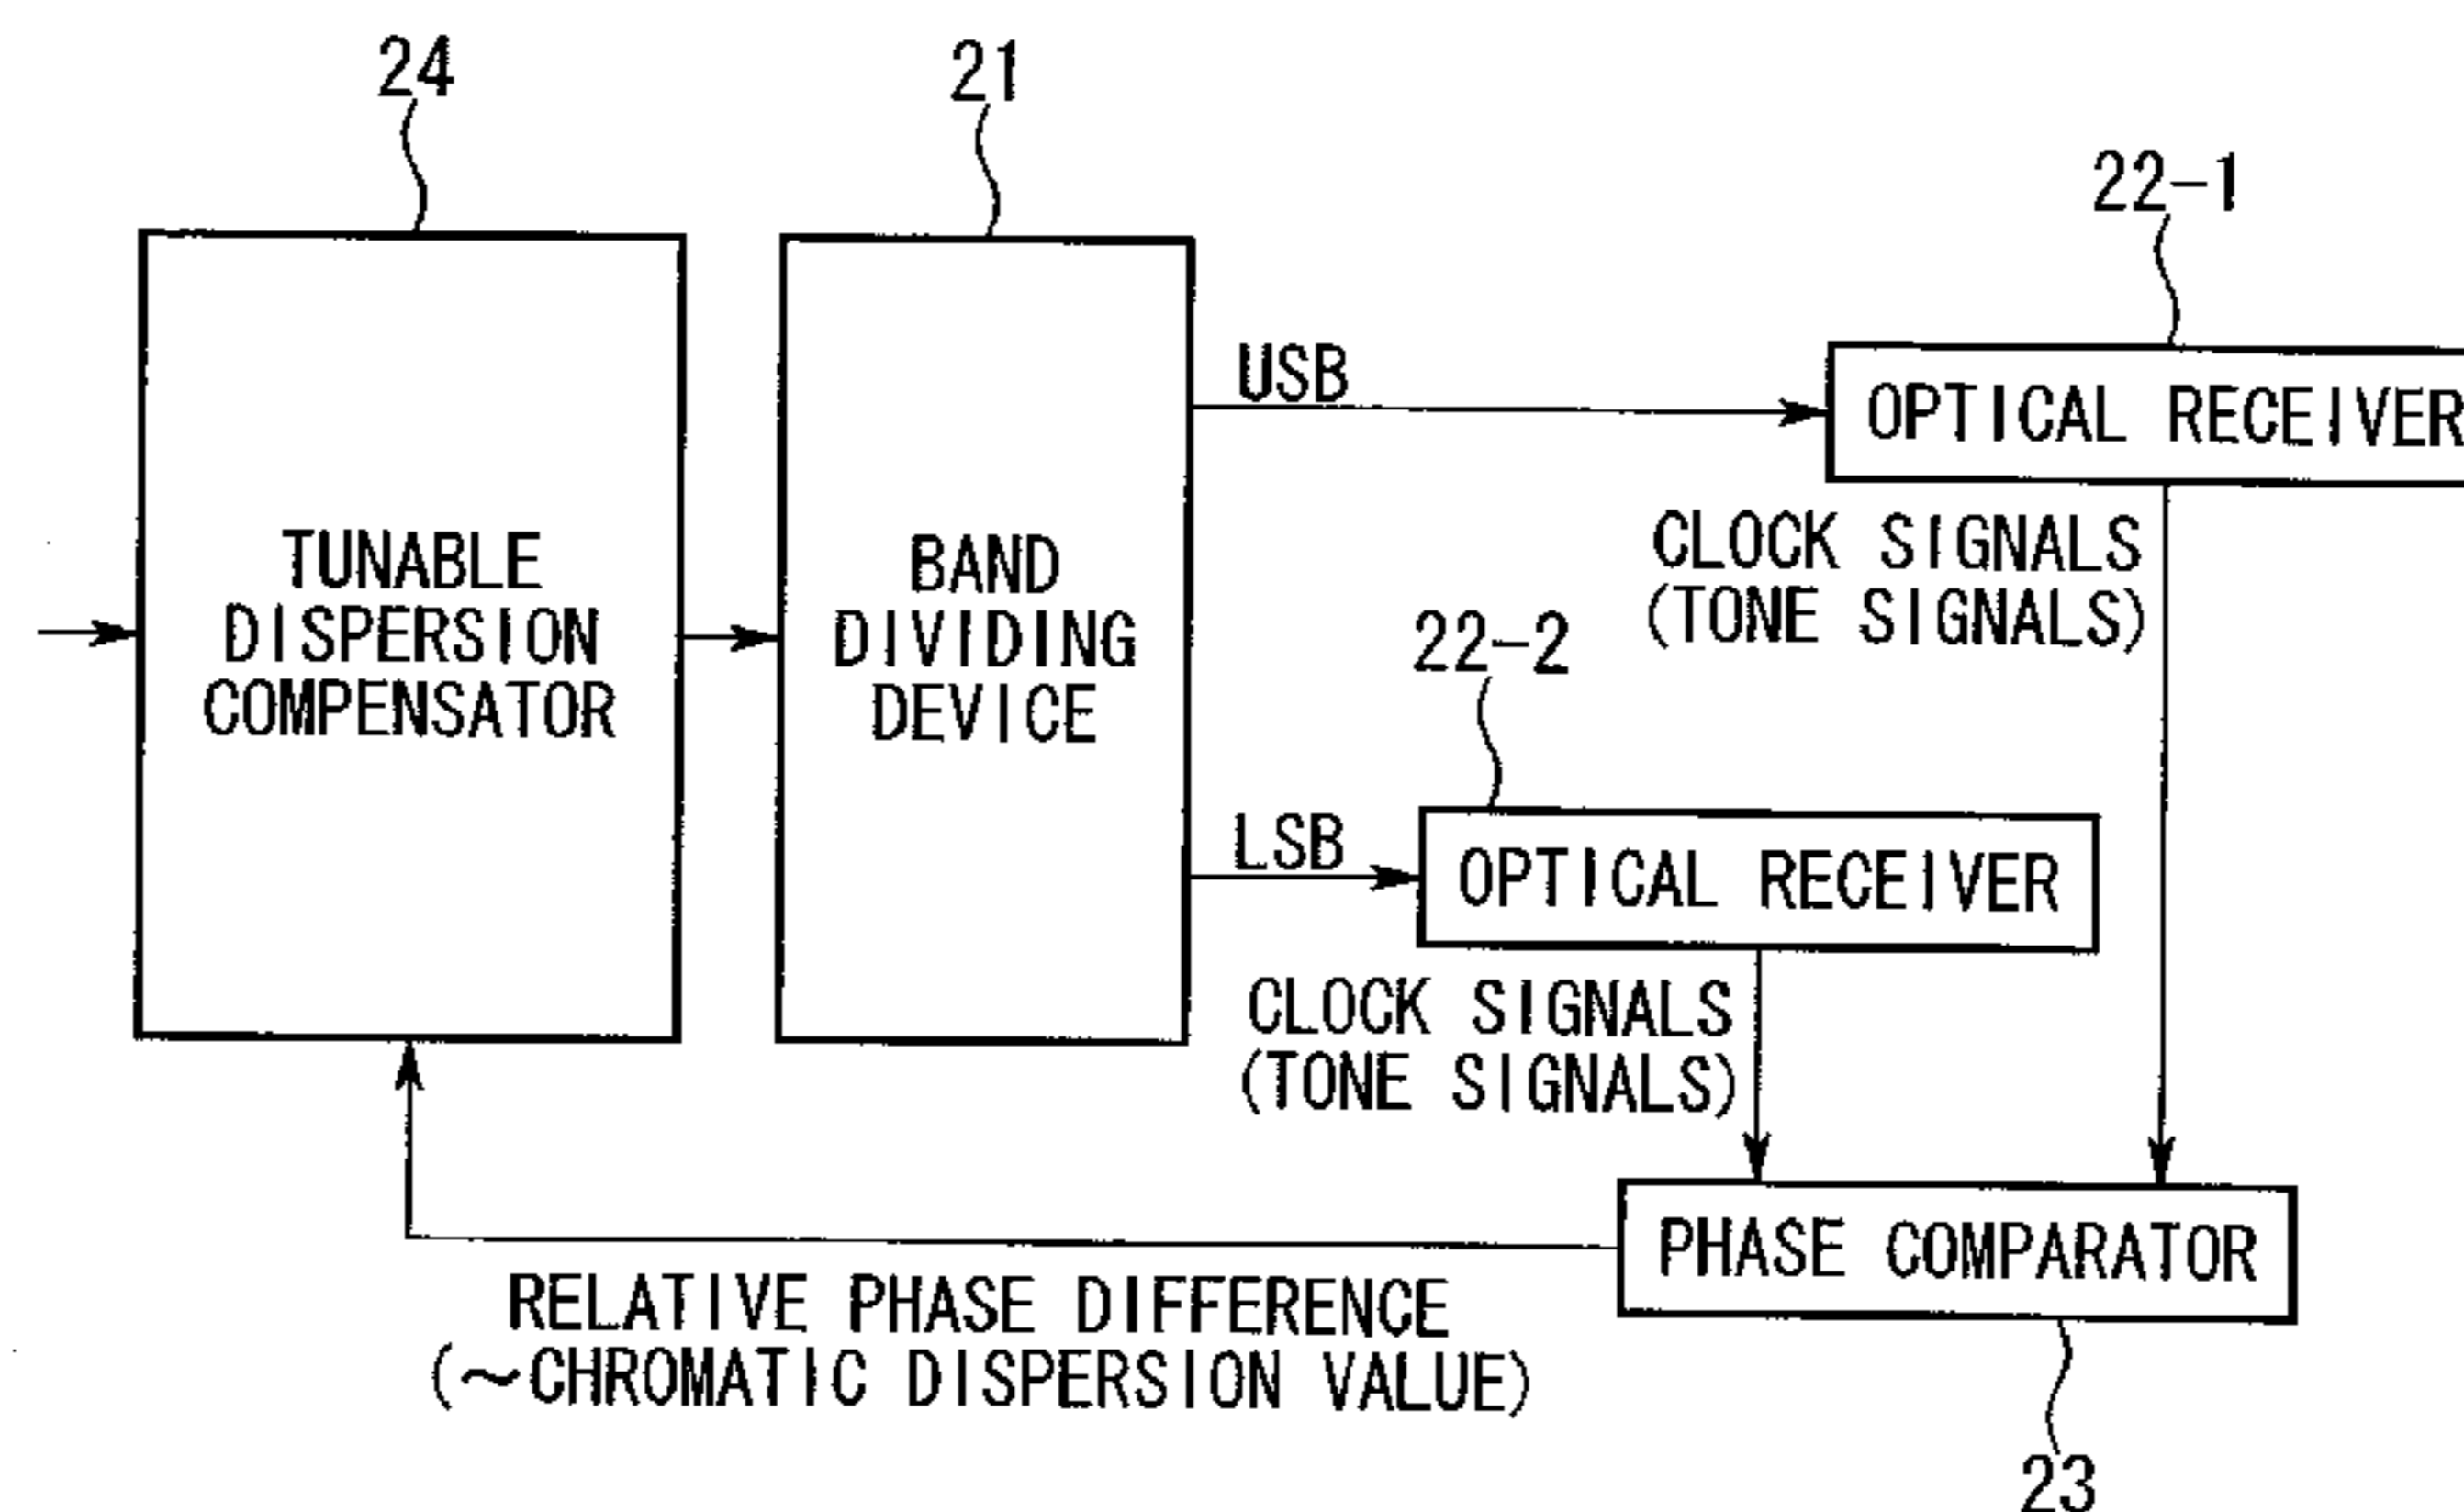 24
21
22-1
USB
OPTICAL RECEIVER
TUNABLE
DISPERSION
COMPENSATOR
BAND
DIVIDING
DEVICE
CLOCK SIGNALS
(TONE SIGNALS)
22-2
LSB
OPTICAL RECEIVER
CLOCK SIGNALS
(TONE SIGNALS)
PHASE COMPARATOR
RELATIVE PHASE DIFFERENCE
(~CHROMATIC DISPERSION VALUE)
23